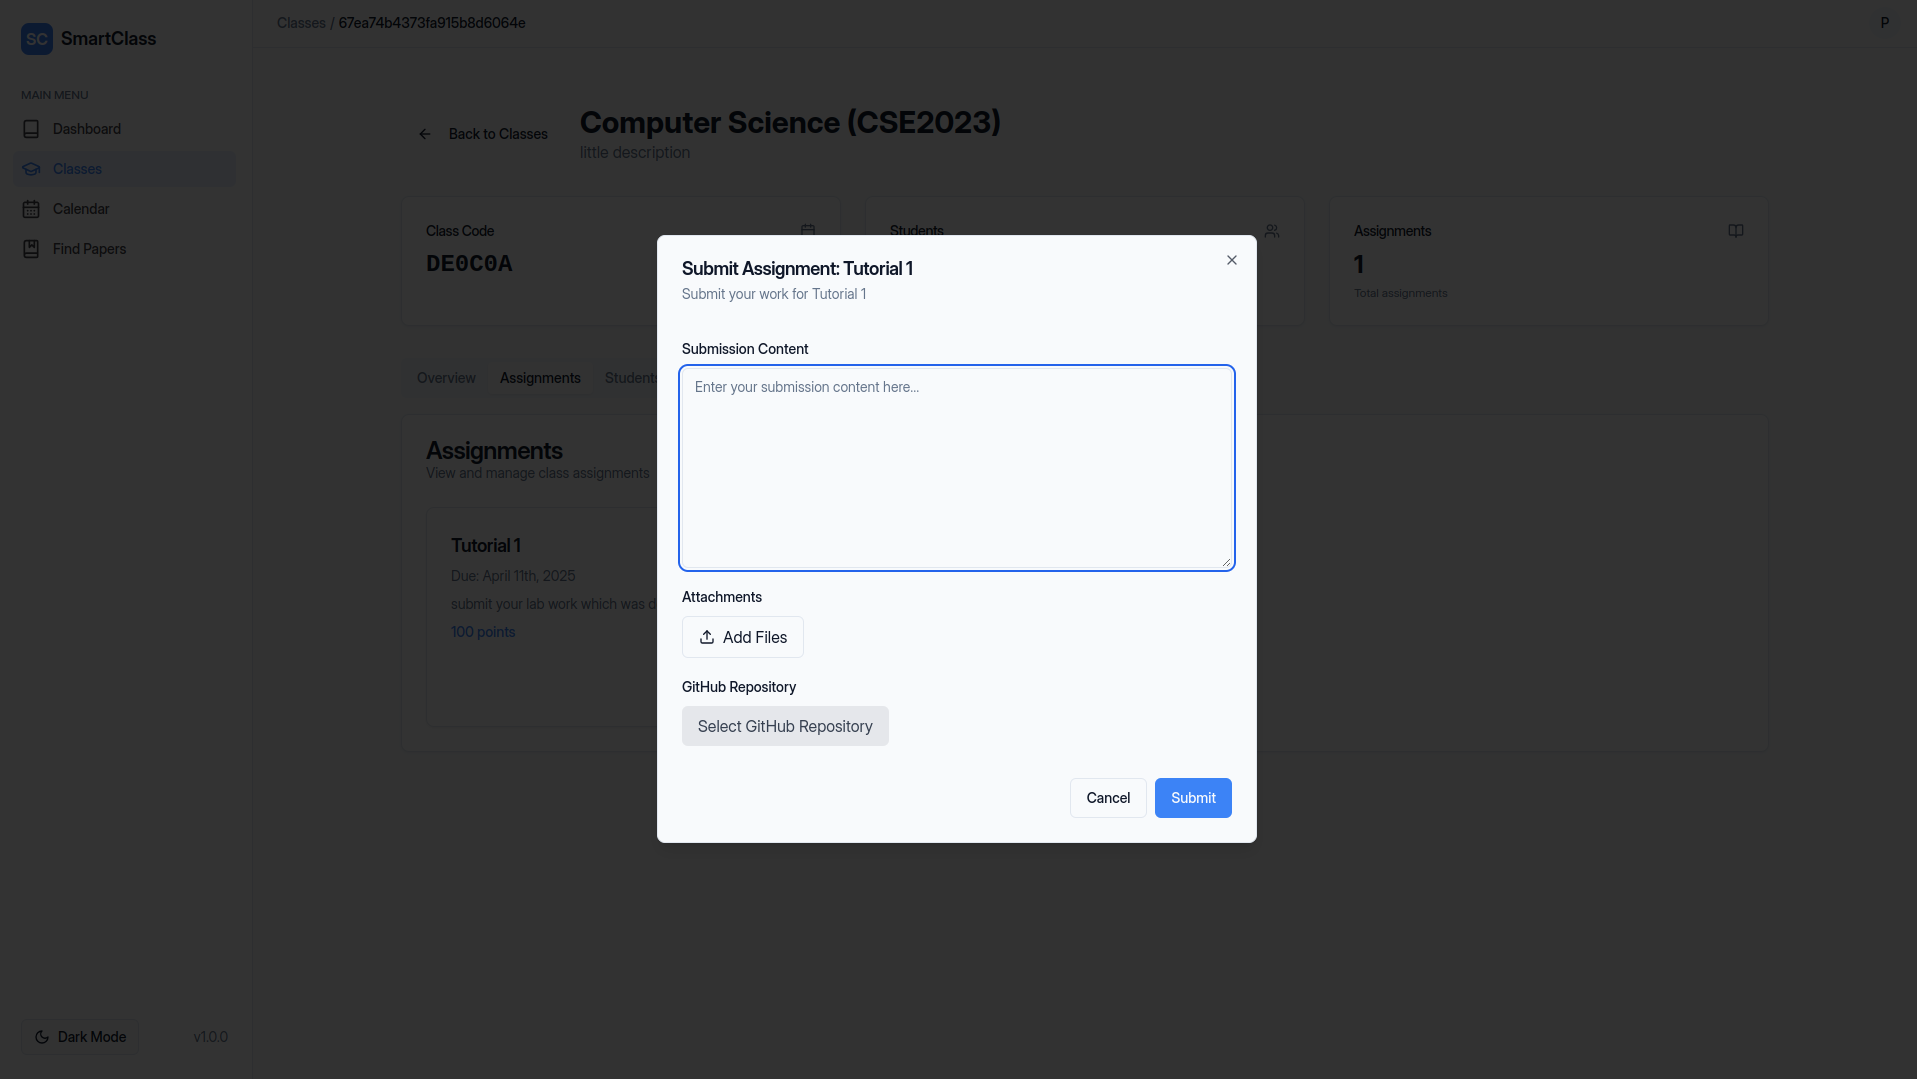 SC SmartClass
MAIN MENU
Dashboard
Classes
Calendar
Find Papers
Dark Mode
v1.0.0
Classes / 67ea74b4373fa915b8d6064e
P
Back to Classes
Computer Science (CSE2023)
little description
Class Code
DE0C0A
Students
Assignments
1
Total assignments
Overview
Assignments
Students
Assignments
View and manage class assignments
Tutorial 1
Due: April 11th, 2025
submit your lab work which was d
100 points
Submit Assignment: Tutorial 1
Submit your work for Tutorial 1
Submission Content
Enter your submission content here...
Attachments
Add Files
GitHub Repository
Select GitHub Repository
Cancel
Submit